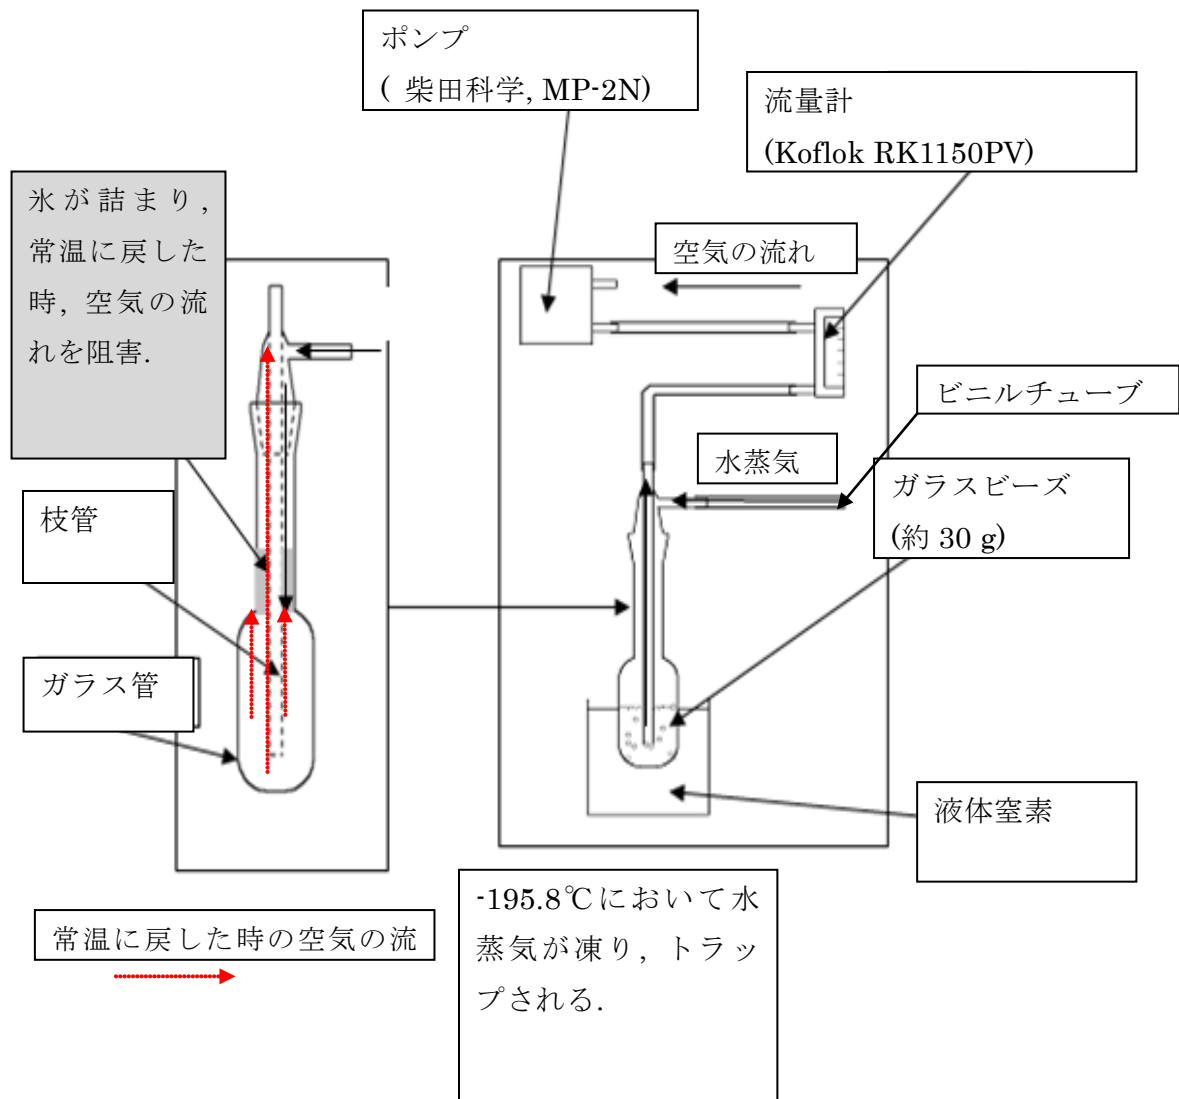 ポンプ
( 柴田科学, MP-2N)
流量計
(Koflok RK1150PV)
氷が詰まり,
常温に戻した
時, 空気の流
れを阻害.
空気の流れ
ビニルチューブ
水蒸気
ガラスビーズ
(約 30 g)
枝管
ガラス管
液体窒素
-195.8℃において水
蒸気が凍り, トラッ
プされる.
常温に戻した時の空気の流